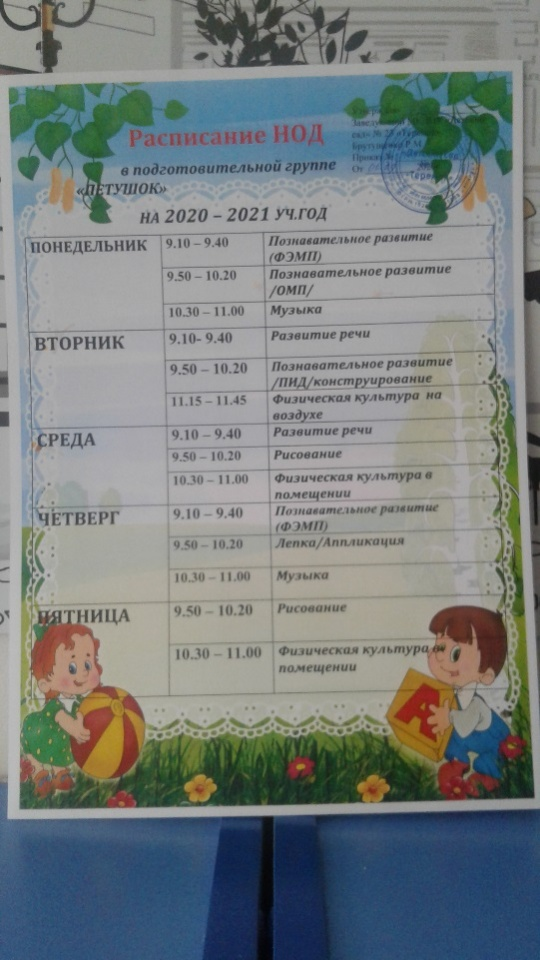 Расписание НОД
в подготовительной группе
«ПЕТУШОК»
НА 2020 – 2021 УЧ.ГОД
ПОНЕДЕЛЬНИК
9.10 – 9.40
Познавательное развитие
(ФЭМП)
9.50 – 10.20
Познавательное развитие
/ОМП/
10.30 – 11.00
Музыка
ВТОРНИК
9.10- 9.40
Развитие речи
9.50 – 10.20
Познавательное развитие
/ПИД/конструирование
11.15 – 11.45
Физическая культура на
воздухе
СРЕДА
9.10 – 9.40
Развитие речи
9.50 – 10.20
Рисование
10.30 – 11.00
Физическая культура в
помещении
ЧЕТВЕРГ
9.10 – 9.40
Познавательное развитие
(ФЭМП)
9.50 – 10.20
Лепка/Аппликация
10.30 – 11.00
Музыка
ПЯТНИЦА
9.50 – 10.20
Рисование
10.30 – 11.00
Физическая культура в
помещении
А